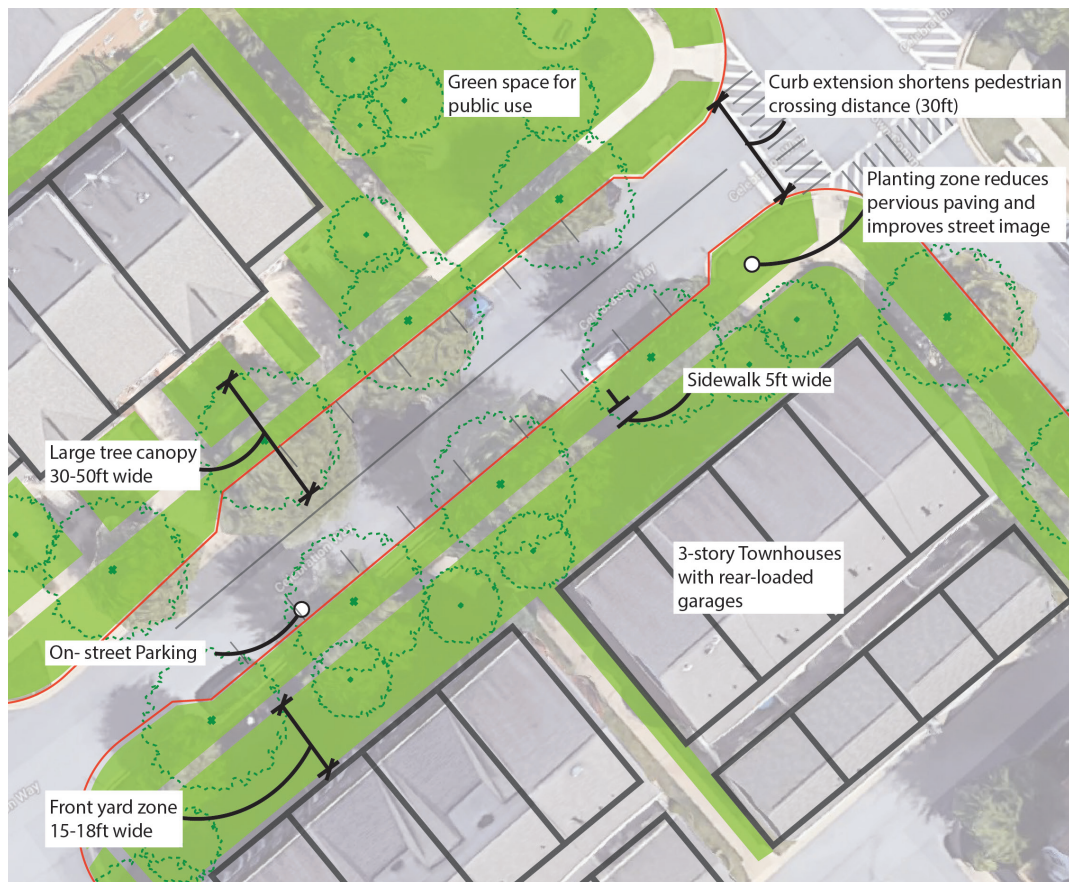 Green space for
public use
Curb extension shortens pedestrian
crossing distance (30ft)
Planting zone reduces
pervious paving and
improves street image
Sidewalk 5ft wide
Large tree canopy
30-50ft wide
3-story Townhouses
with rear-loaded
garages
On- street Parking
Front yard zone
15-18ft wide
Celebration Way